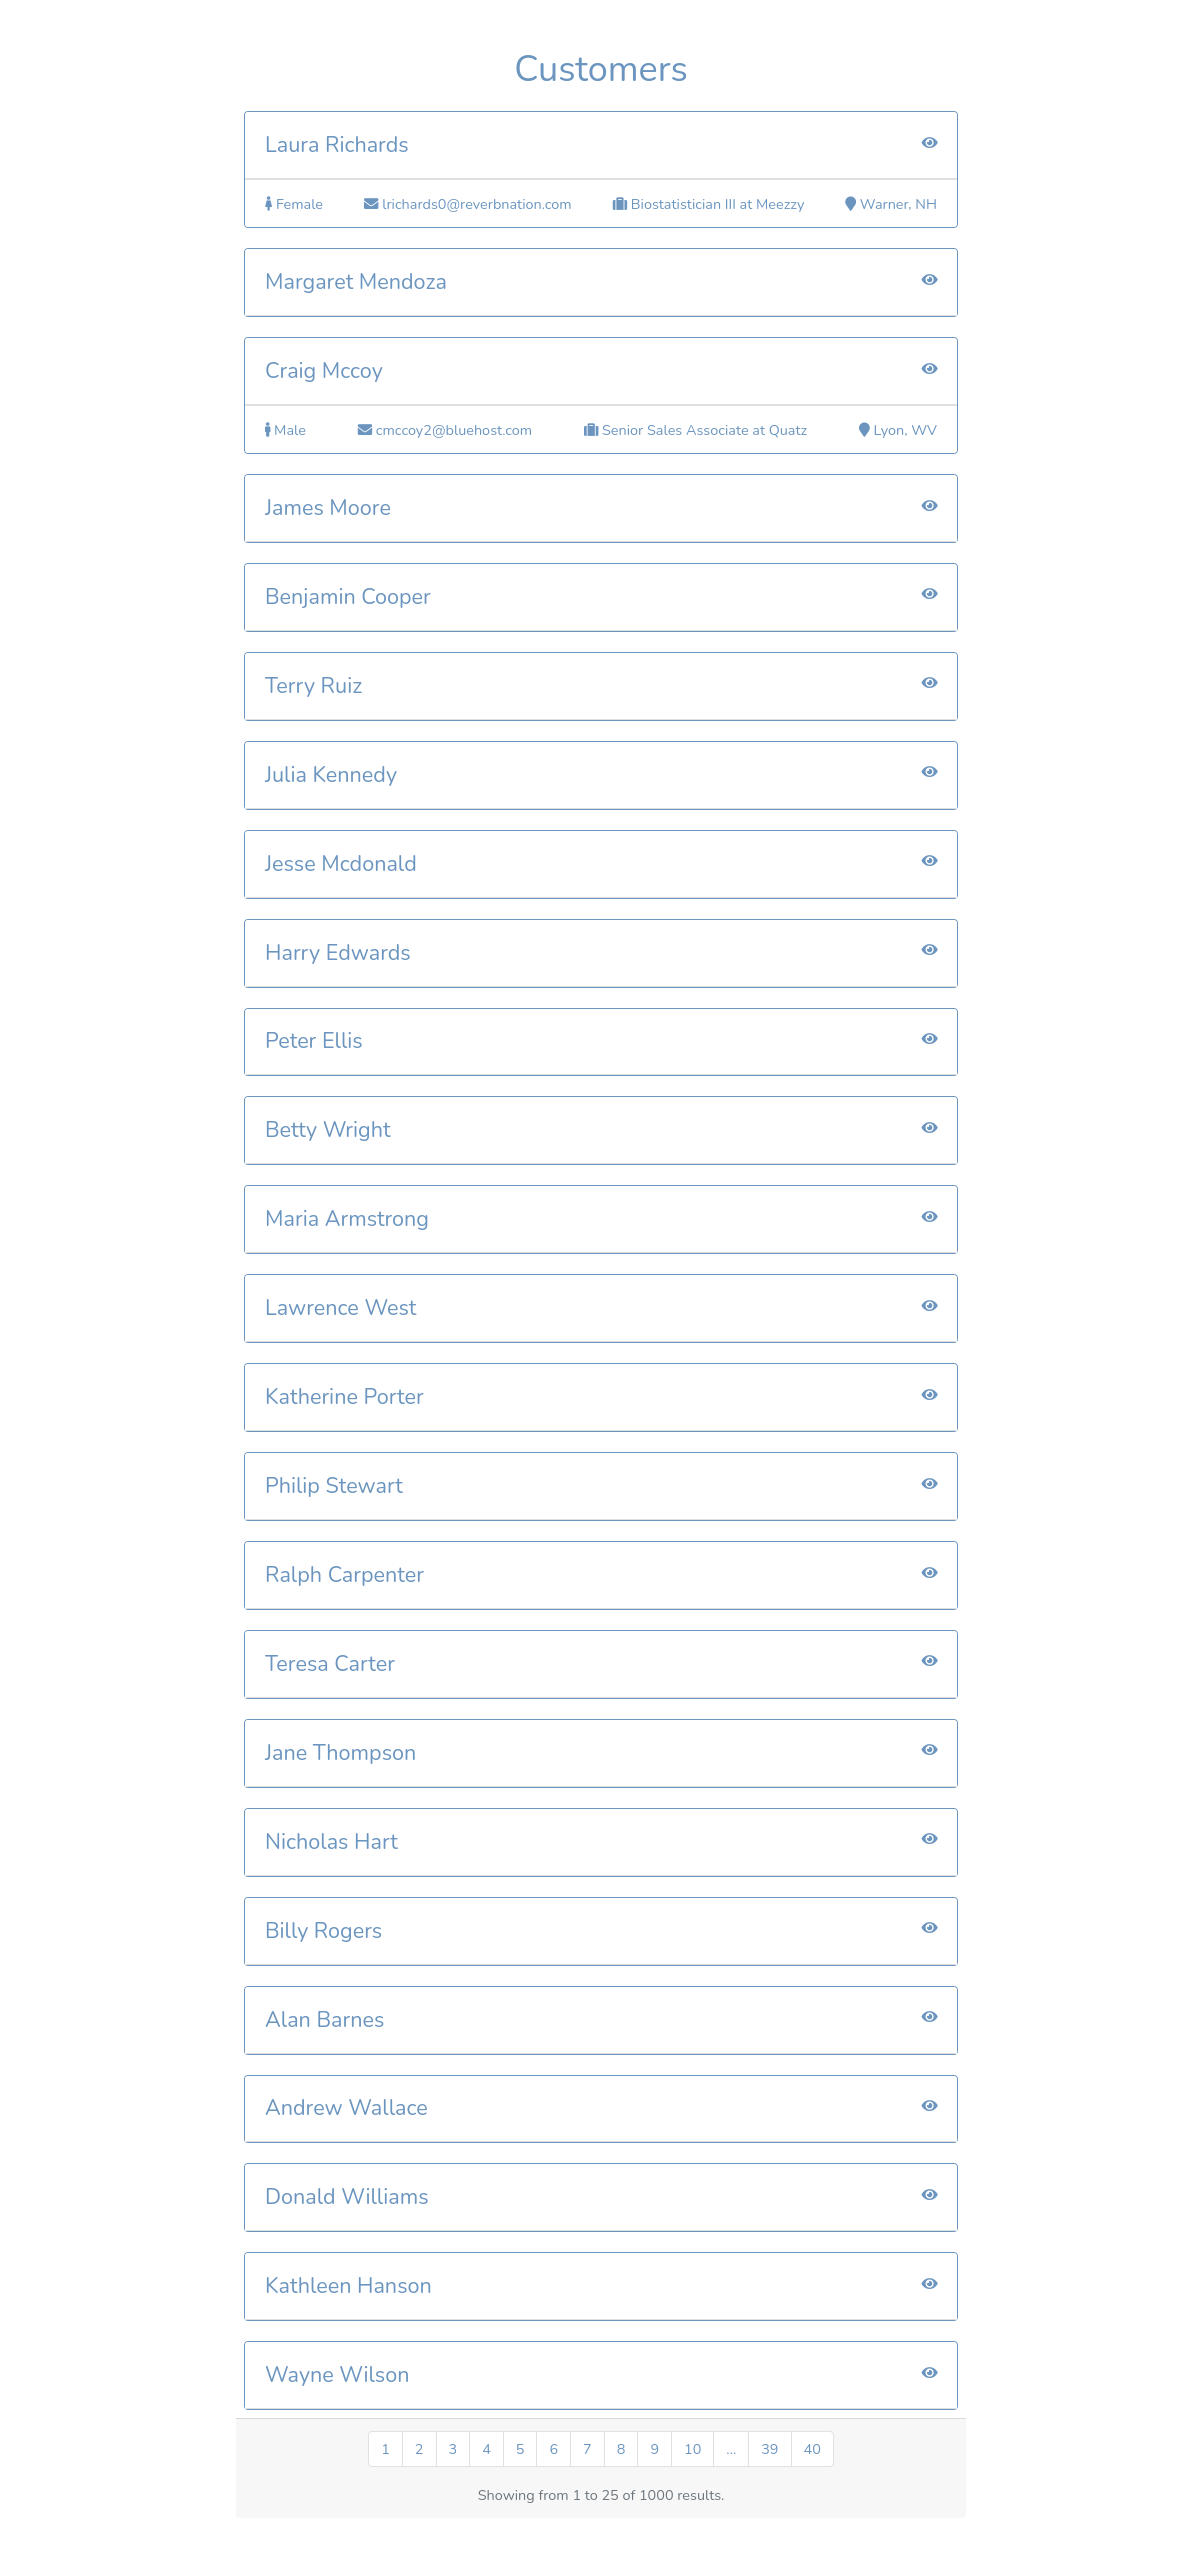 Customers
Laura Richards
Female lrichards0@reverbnation.com Biostatistician III at Meezzy Warner, NH
Margaret Mendoza
Craig Mccoy
Male cmccoy2@bluehost.com Senior Sales Associate at Quatz Lyon, WV
James Moore
Benjamin Cooper
Terry Ruiz
Julia Kennedy
Jesse Mcdonald
Harry Edwards
Peter Ellis
Betty Wright
Maria Armstrong
Lawrence West
Katherine Porter
Philip Stewart
Ralph Carpenter
Teresa Carter
Jane Thompson
Nicholas Hart
Billy Rogers
Alan Barnes
Andrew Wallace
Donald Williams
Kathleen Hanson
Wayne Wilson
1 2 3 4 5 6 7 8 9 10 ... 39 40
Showing from 1 to 25 of 1000 results.